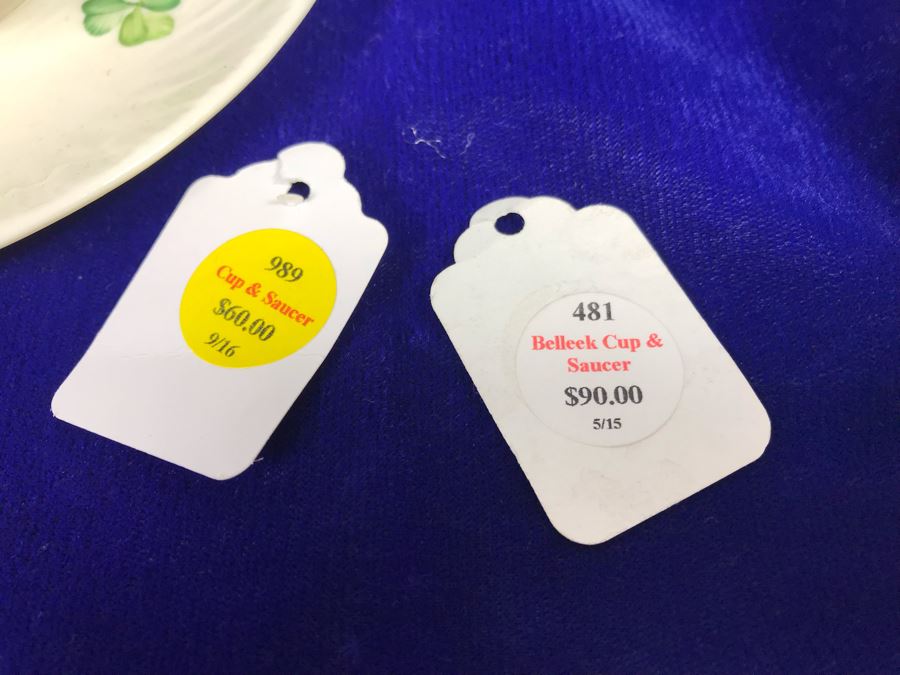 989
Cup & Saucer
$60.00
9/16
481
Belleek Cup &
Saucer
$90.00
5/15